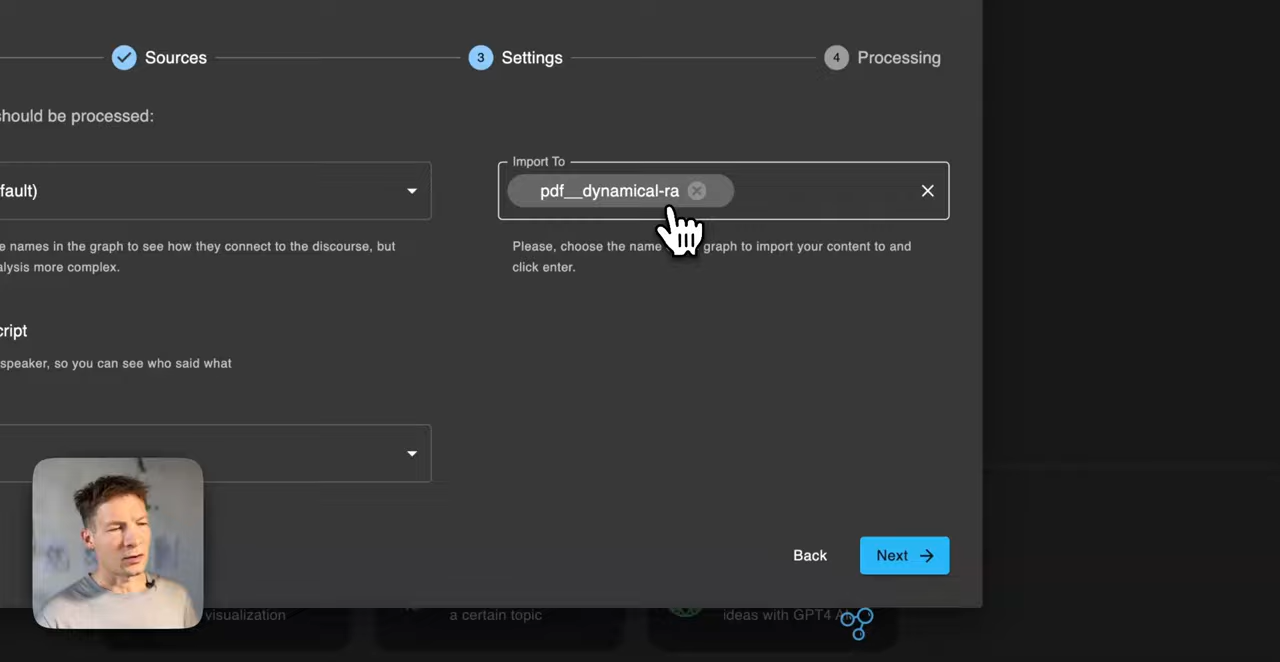 Sources
3 Settings
4 Processing
should be processed:
Import To
fault)
pdf__dynamical-ra
e names in the graph to see how they connect to the discourse, but
alysis more complex.
Please, choose the name graph to import your content to and
click enter.
cript
speaker, so you can see who said what
Back
Next
visualization
a certain topic
ideas with GPT4 AI